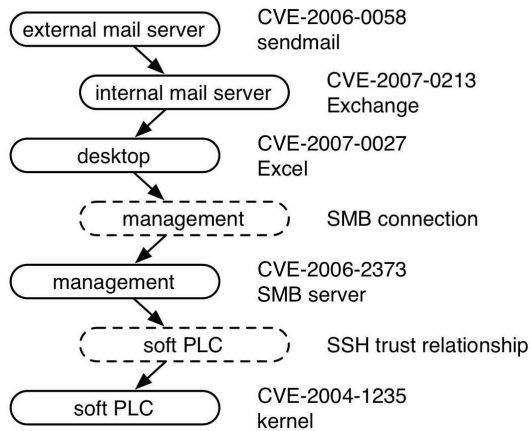 external mail server
CVE-2006-0058
sendmail
internal mail server
CVE-2007-0213
Exchange
desktop
CVE-2007-0027
Excel
management
SMB connection
management
CVE-2006-2373
SMB server
soft PLC
SSH trust relationship
soft PLC
CVE-2004-1235
kernel